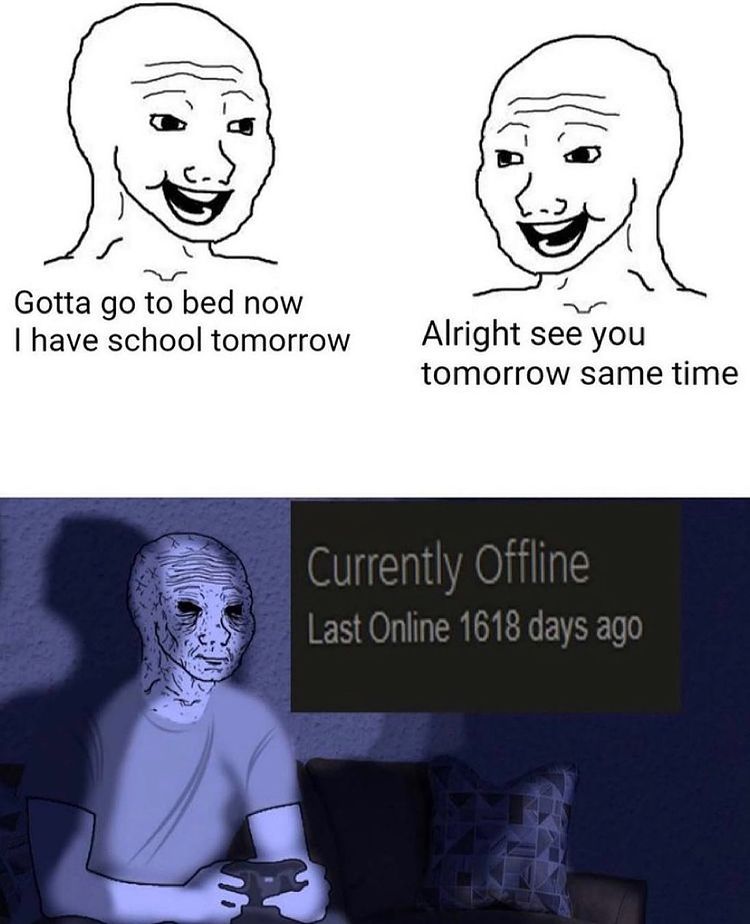 Gotta go to bed now
I have school tomorrow
Alright see you
tomorrow same time
Currently Offline
Last Online 1618 days ago